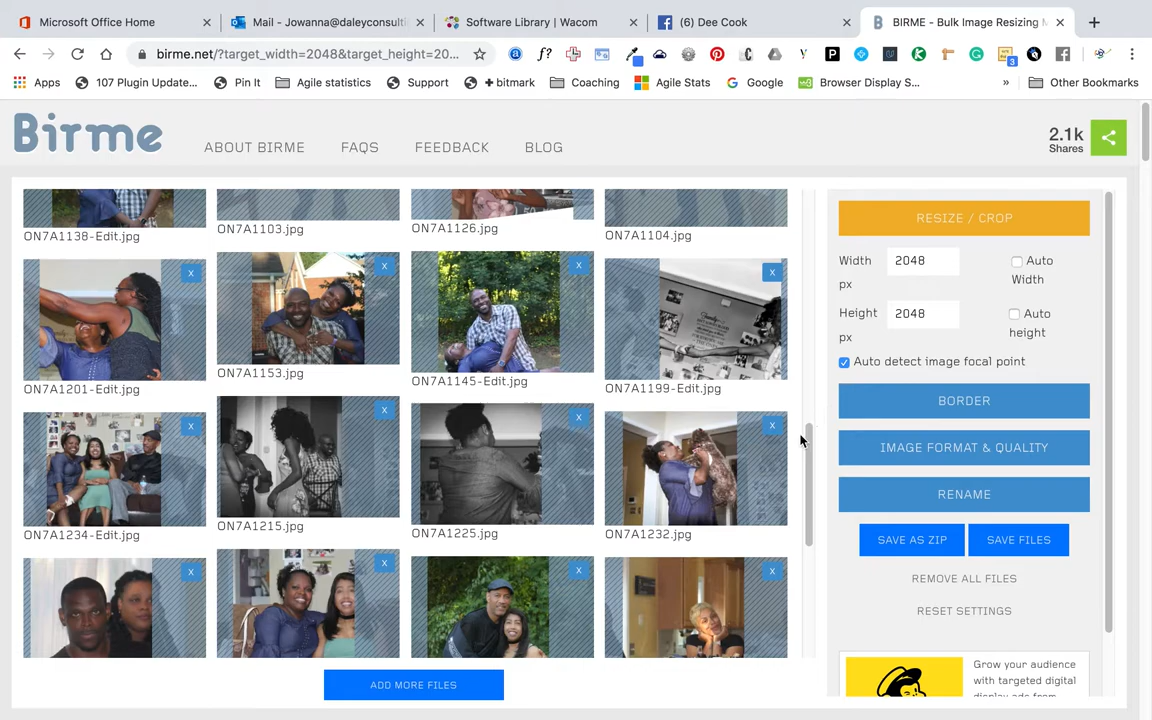 Microsoft Office Home
Mail - Jowanna@daleyconsulti
Software Library | Wacom
(6) Dee Cook
BIRME - Bulk Image Resizing M
birme.net/?target_width=2048&target_height=20...
Apps
107 Plugin Update...
Pin It
Agile statistics
Support
+ bitmark
Coaching
Agile Stats
Google
Browser Display S...
»
Other Bookmarks
Birme
ABOUT BIRME
FAQS
FEEDBACK
BLOG
2.1k
Shares
ON7A1138-Edit.jpg
ON7A1103.jpg
ON7A1126.jpg
ON7A1104.jpg
X
X
X
X
ON7A1201-Edit.jpg
ON7A1153.jpg
ON7A1145-Edit.jpg
ON7A1199-Edit.jpg
X
X
X
X
ON7A1234-Edit.jpg
ON7A1215.jpg
ON7A1225.jpg
ON7A1232.jpg
X
X
X
X
ADD MORE FILES
RESIZE / CROP
Width
px
2048
Auto
Width
Height
px
2048
Auto
height
Auto detect image focal point
BORDER
IMAGE FORMAT & QUALITY
RENAME
SAVE AS ZIP
SAVE FILES
REMOVE ALL FILES
RESET SETTINGS
Grow your audience
with targeted digital
display ads from